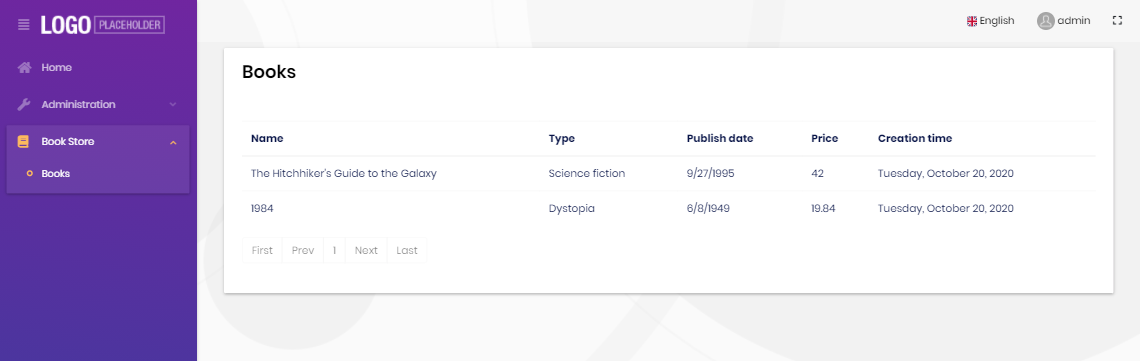 LOGO PLACEHOLDER
English
admin
Home
Administration
Book Store
Books
Books
Name Type Publish date Price Creation time
The Hitchhiker's Guide to the Galaxy Science fiction 9/27/1995 42 Tuesday, October 20, 2020
1984 Dystopia 6/8/1949 19.84 Tuesday, October 20, 2020
First Prev 1 Next Last